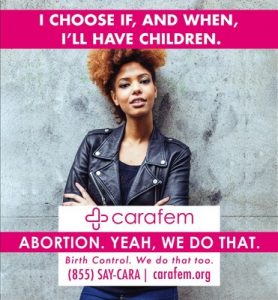 I CHOOSE IF, AND WHEN,
I'LL HAVE CHILDREN.
carafem
ABORTION. YEAH, WE DO THAT.
Birth Control. We do that too.
(855) SAY-CARA | carafem.org